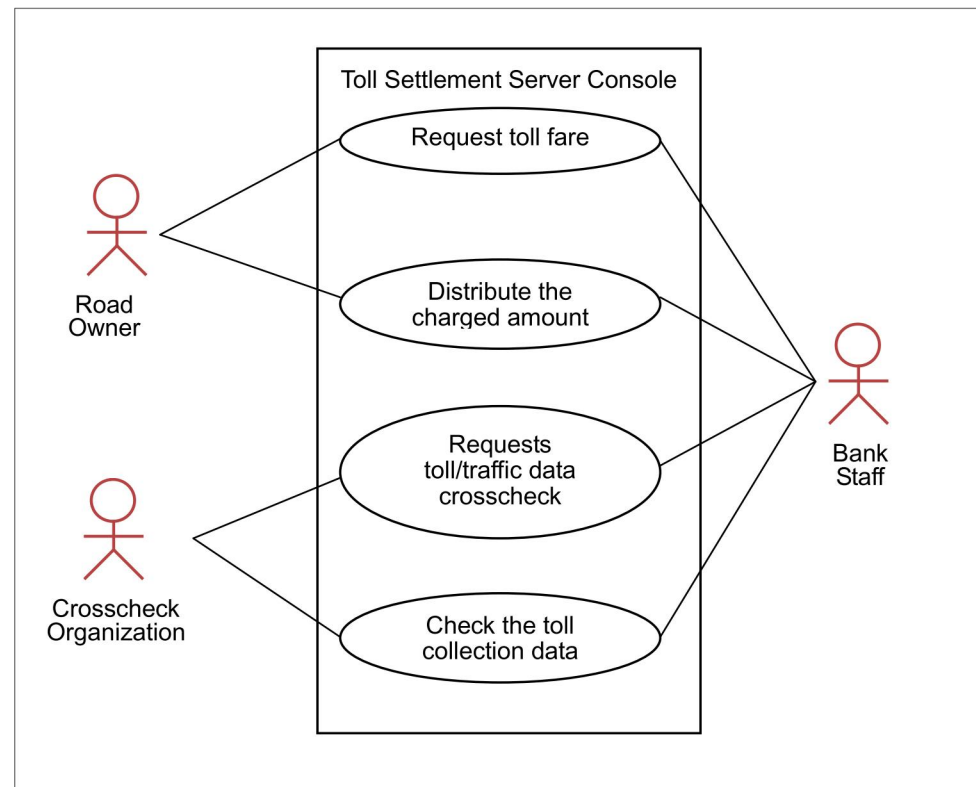 Toll Settlement Server Console
Request toll fare
Road
Owner
Distribute the
charged amount
Requests
toll/traffic data
crosscheck
Bank
Staff
Crosscheck
Organization
Check the toll
collection data